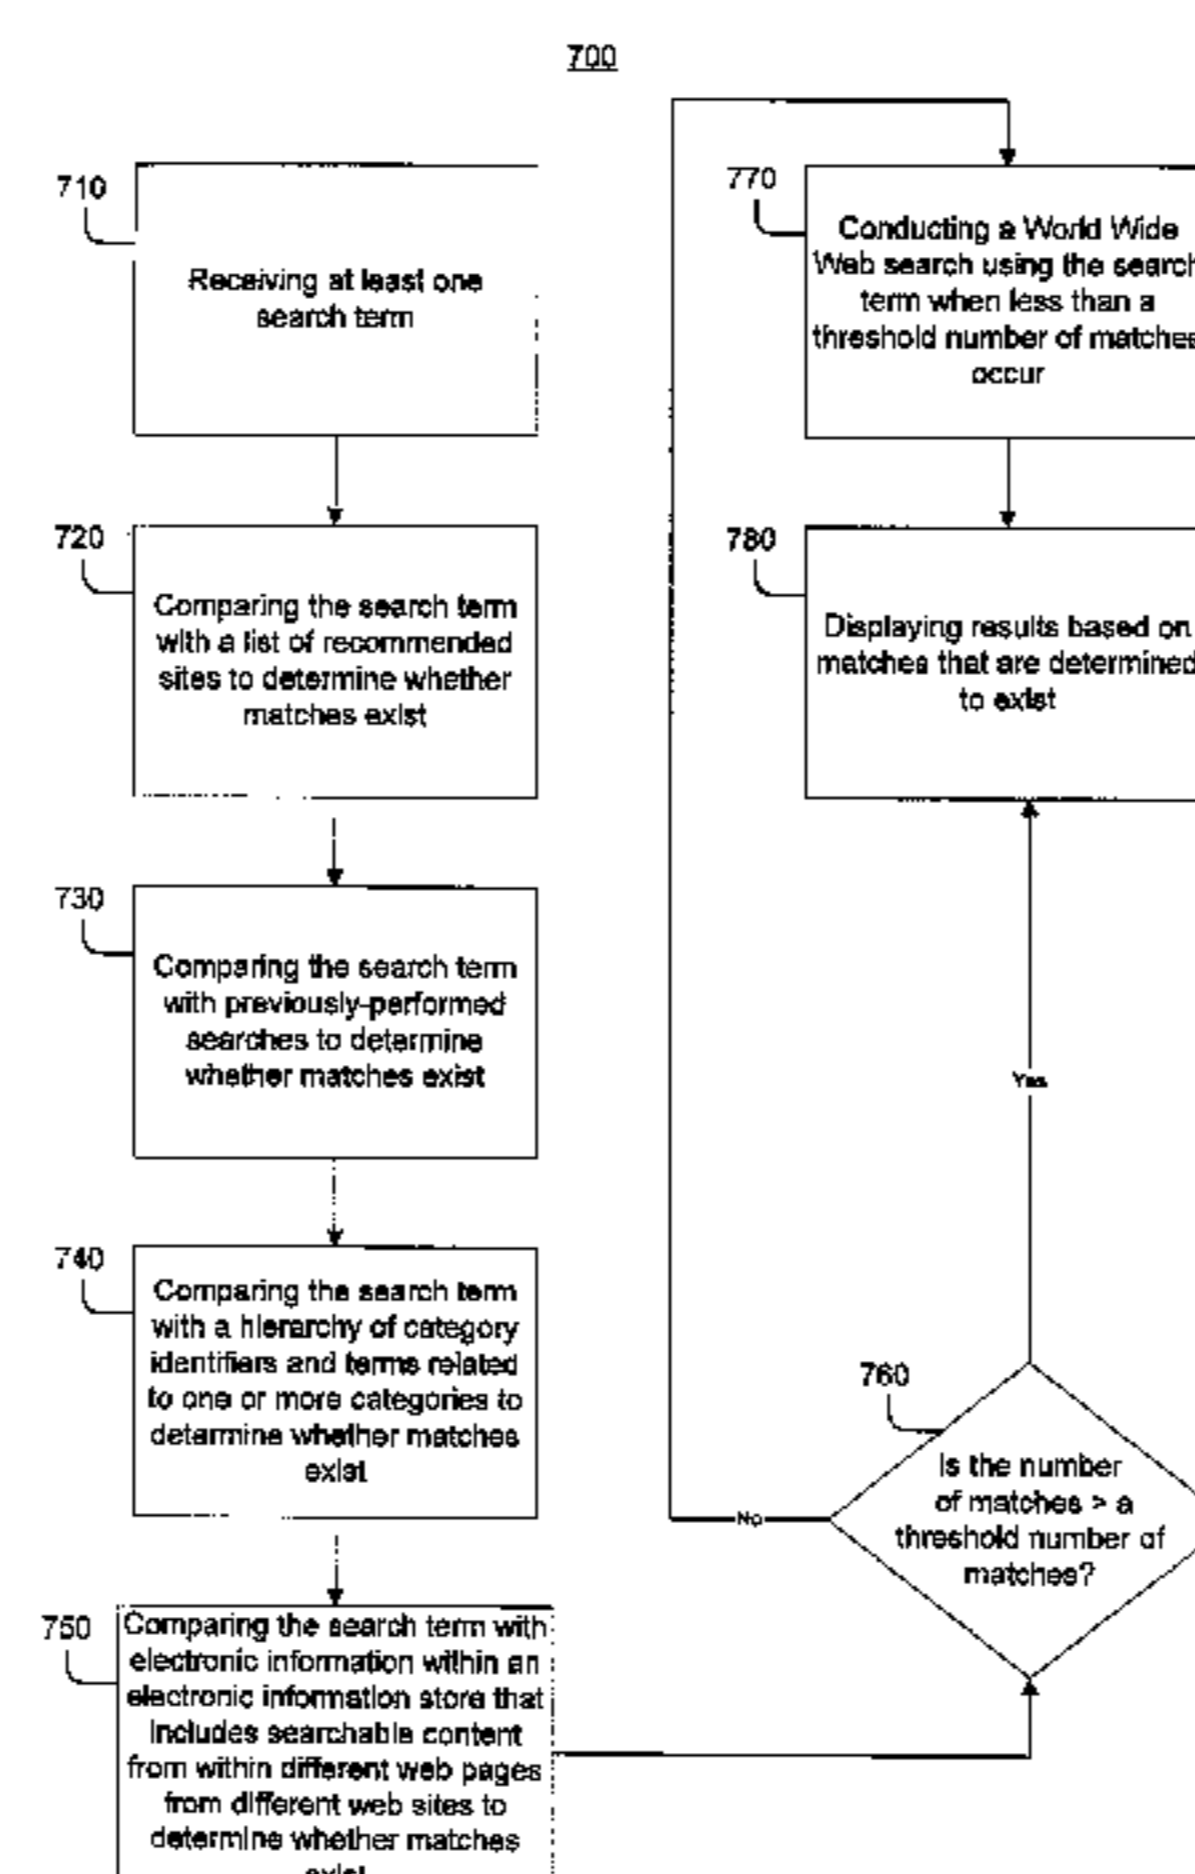 700
710
Receiving at least one
search term
720
Comparing the search term
with a list of recommended
sites to determine whether
matches exist
730
Comparing the search term
with previously-performed
searches to determine
whether matches exist
740
Comparing the search term
with a hierarchy of category
identifiers and terms related
to one or more categories to
determine whether matches
exist
750
Comparing the search term with
electronic information within an
electronic information store that
includes searchable content
from within different web pages
from different web sites to
determine whether matches
exist
760
Is the number
of matches > a
threshold number of
matches?
No
Yes
770
Conducting a World Wide
Web search using the search
term when less than a
threshold number of matches
occur
780
Displaying results based on
matches that are determined
to exist